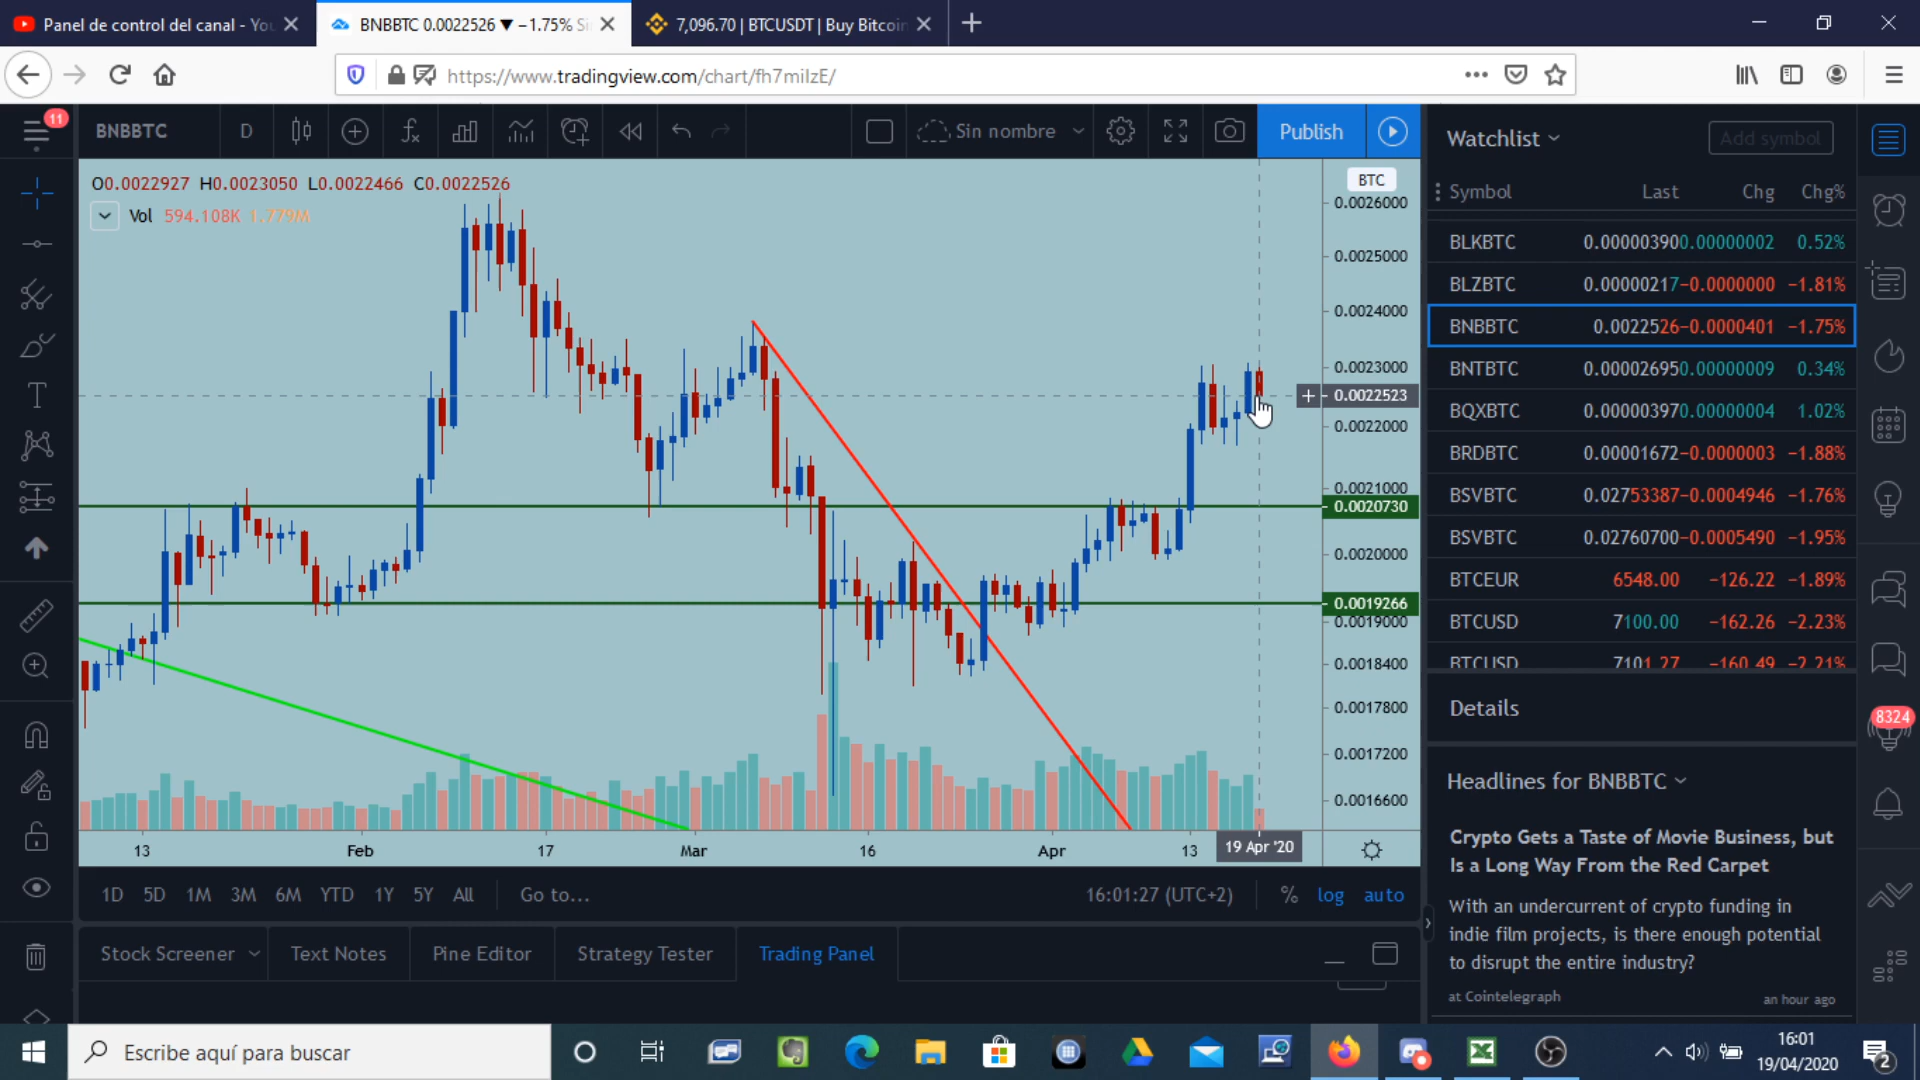 Panel de control del canal - You
BNBBTC 0.0022526 ▼ −1.75% Si
7,096.70 | BTCUSDT | Buy Bitcoin
https://www.tradingview.com/chart/fh7milzE/
11
BNBBTC
D
Sin nombre
Publish
O0.0022927 H0.0023050 L0.0022466 C0.0022526
Vol 594.108K 1.779M
BTC
0.0026000
0.0025000
0.0024000
0.0023000
0.0022523
0.0022000
0.0021000
0.0020730
0.0020000
0.0019266
0.0019000
0.0018400
0.0017800
0.0017200
0.0016600
13 Feb 17 Mar 16 Apr 13 19 Apr '20
1D 5D 1M 3M 6M YTD 1Y 5Y All Go to... 16:01:27 (UTC+2) % log auto
Stock Screener Text Notes Pine Editor Strategy Tester Trading Panel
Watchlist Add symbol
Symbol Last Chg Chg%
BLKBTC 0.00000390 0.00000002 0.52%
BLZBTC 0.00000217 −0.0000000 −1.81%
BNBBTC 0.0022526 −0.0000401 −1.75%
BNTBTC 0.00002695 0.00000009 0.34%
BQXBTC 0.00000397 0.00000004 1.02%
BRDBTC 0.00001672 −0.0000003 −1.88%
BSVBTC 0.02753387 −0.0004946 −1.76%
BSVBTC 0.02760700 −0.0005490 −1.95%
BTCEUR 6548.00 −126.22 −1.89%
BTCUSD 7100.00 −162.26 −2.23%
BTCUSD 7101.27 −160.49 −2.21%
Details
8324
Headlines for BNBBTC
Crypto Gets a Taste of Movie Business, but
Is a Long Way From the Red Carpet
With an undercurrent of crypto funding in
indie film projects, is there enough potential
to disrupt the entire industry?
at Cointelegraph an hour ago
Escribe aquí para buscar
16:01
19/04/2020
2